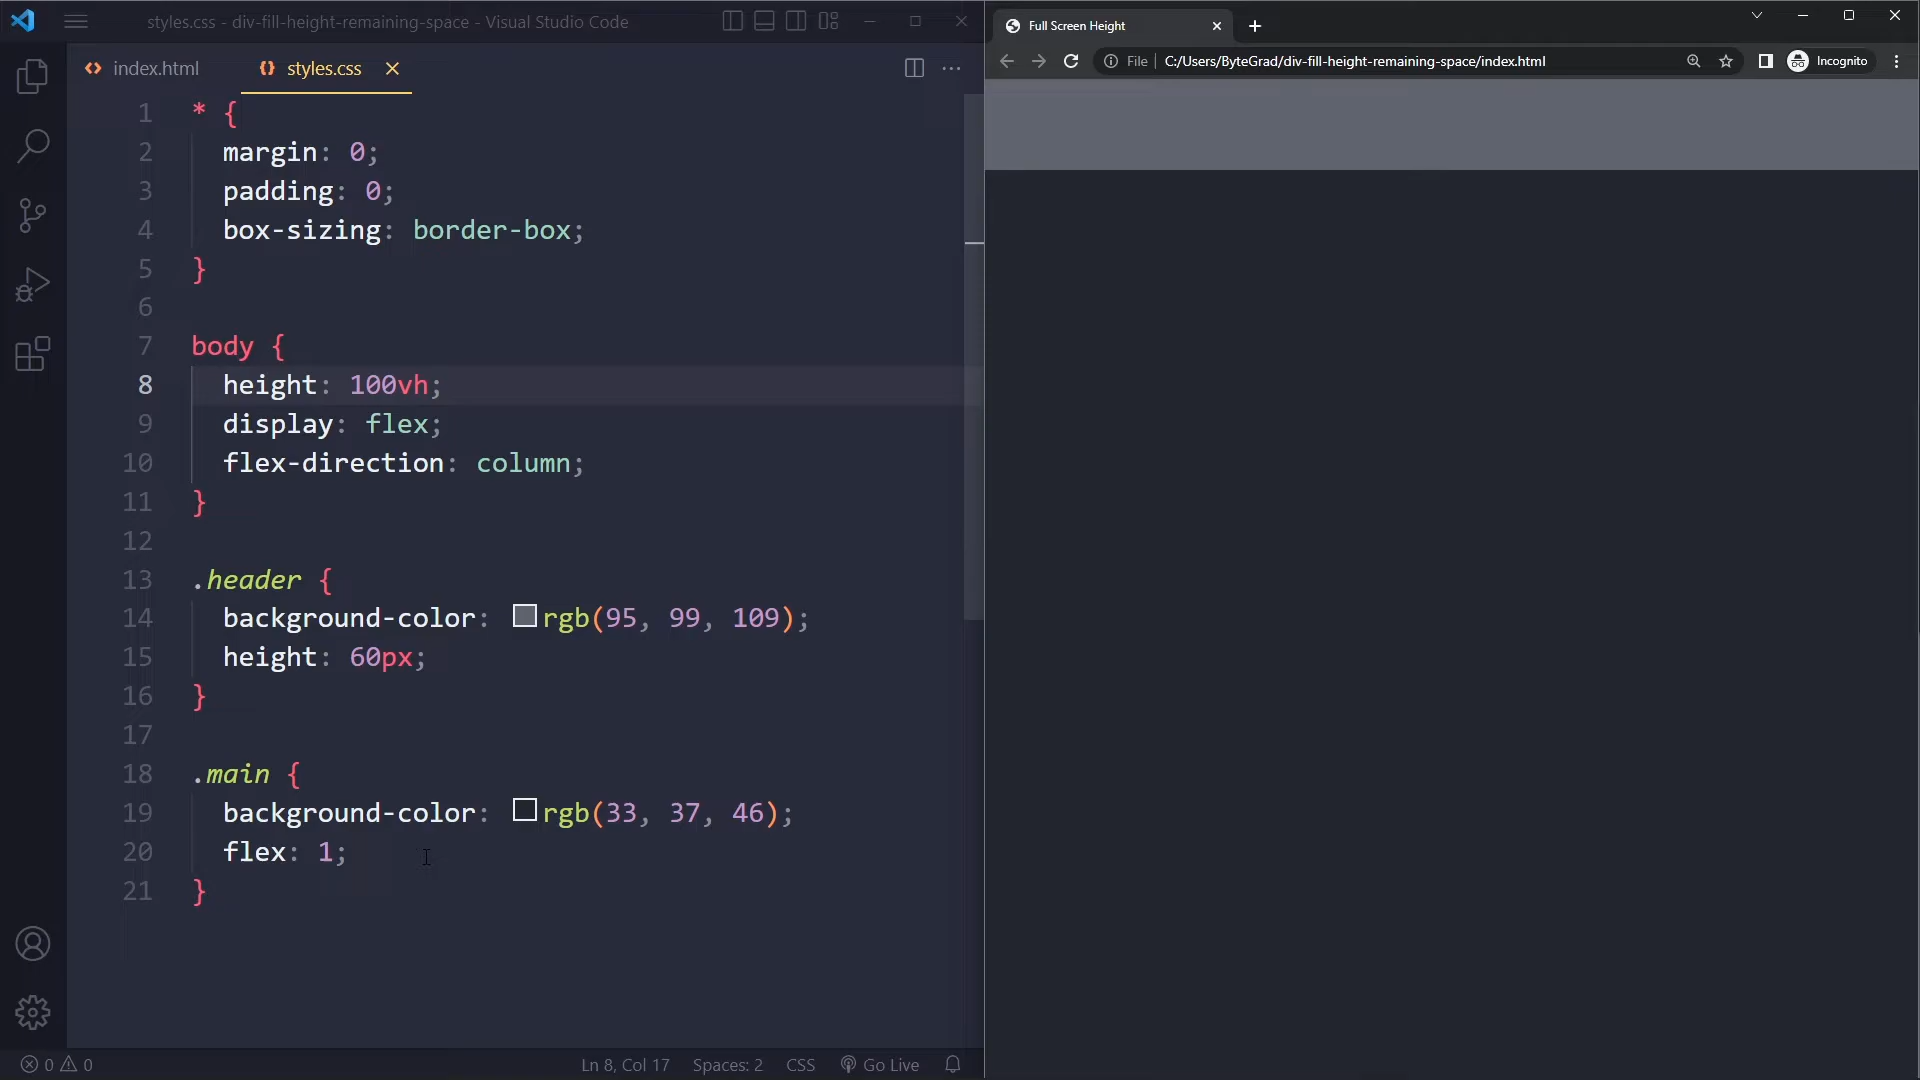 styles.css - div-fill-height-remaining-space - Visual Studio Code
index.html
styles.css
1 * {
2 margin: 0;
3 padding: 0;
4 box-sizing: border-box;
5 }
6
7 body {
8 height: 100vh;
9 display: flex;
10 flex-direction: column;
11 }
12
13 .header {
14 background-color: rgb(95, 99, 109);
15 height: 60px;
16 }
17
18 .main {
19 background-color: rgb(33, 37, 46);
20 flex: 1;
21 }
0 0
Ln 8, Col 17 Spaces: 2 CSS Go Live
Full Screen Height
File C:/Users/ByteGrad/div-fill-height-remaining-space/index.html Incognito